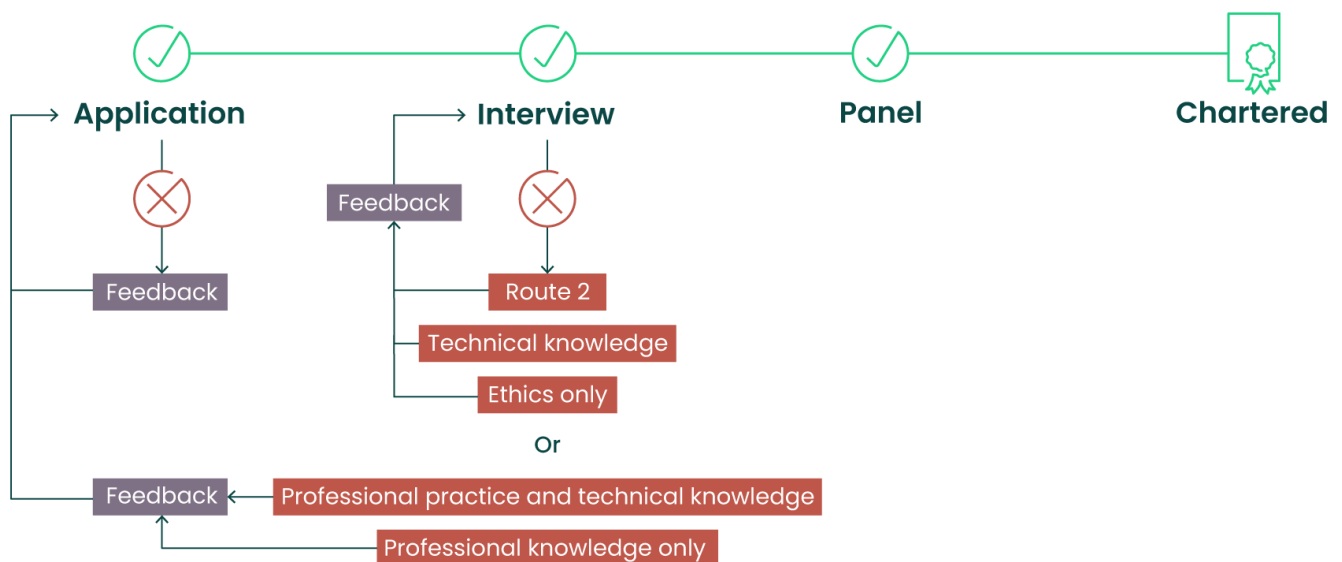 Application
Interview
Panel
Chartered
Feedback
Feedback
Route 2
Technical knowledge
Ethics only
Or
Feedback
Professional practice and technical knowledge
Professional knowledge only